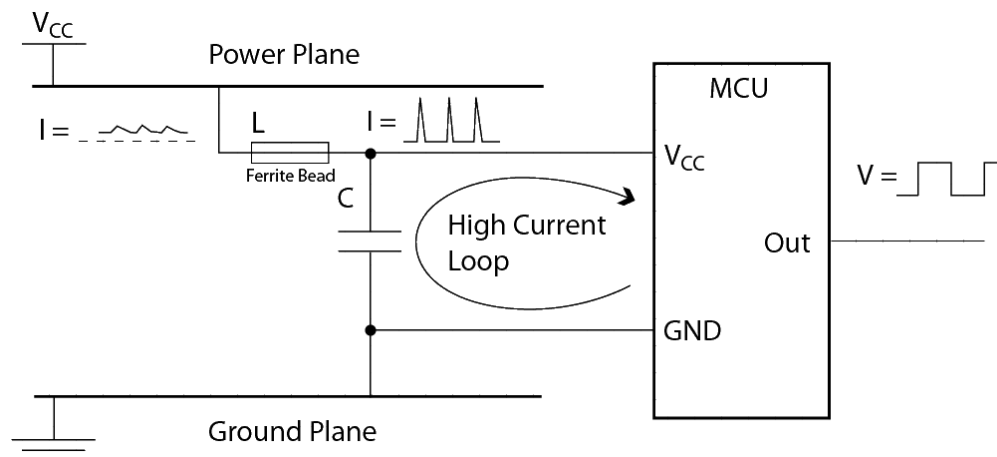 VCC
Power Plane
MCU
I =
L
I =
Ferrite Bead
VCC
V =
C
High Current
Loop
Out
GND
Ground Plane